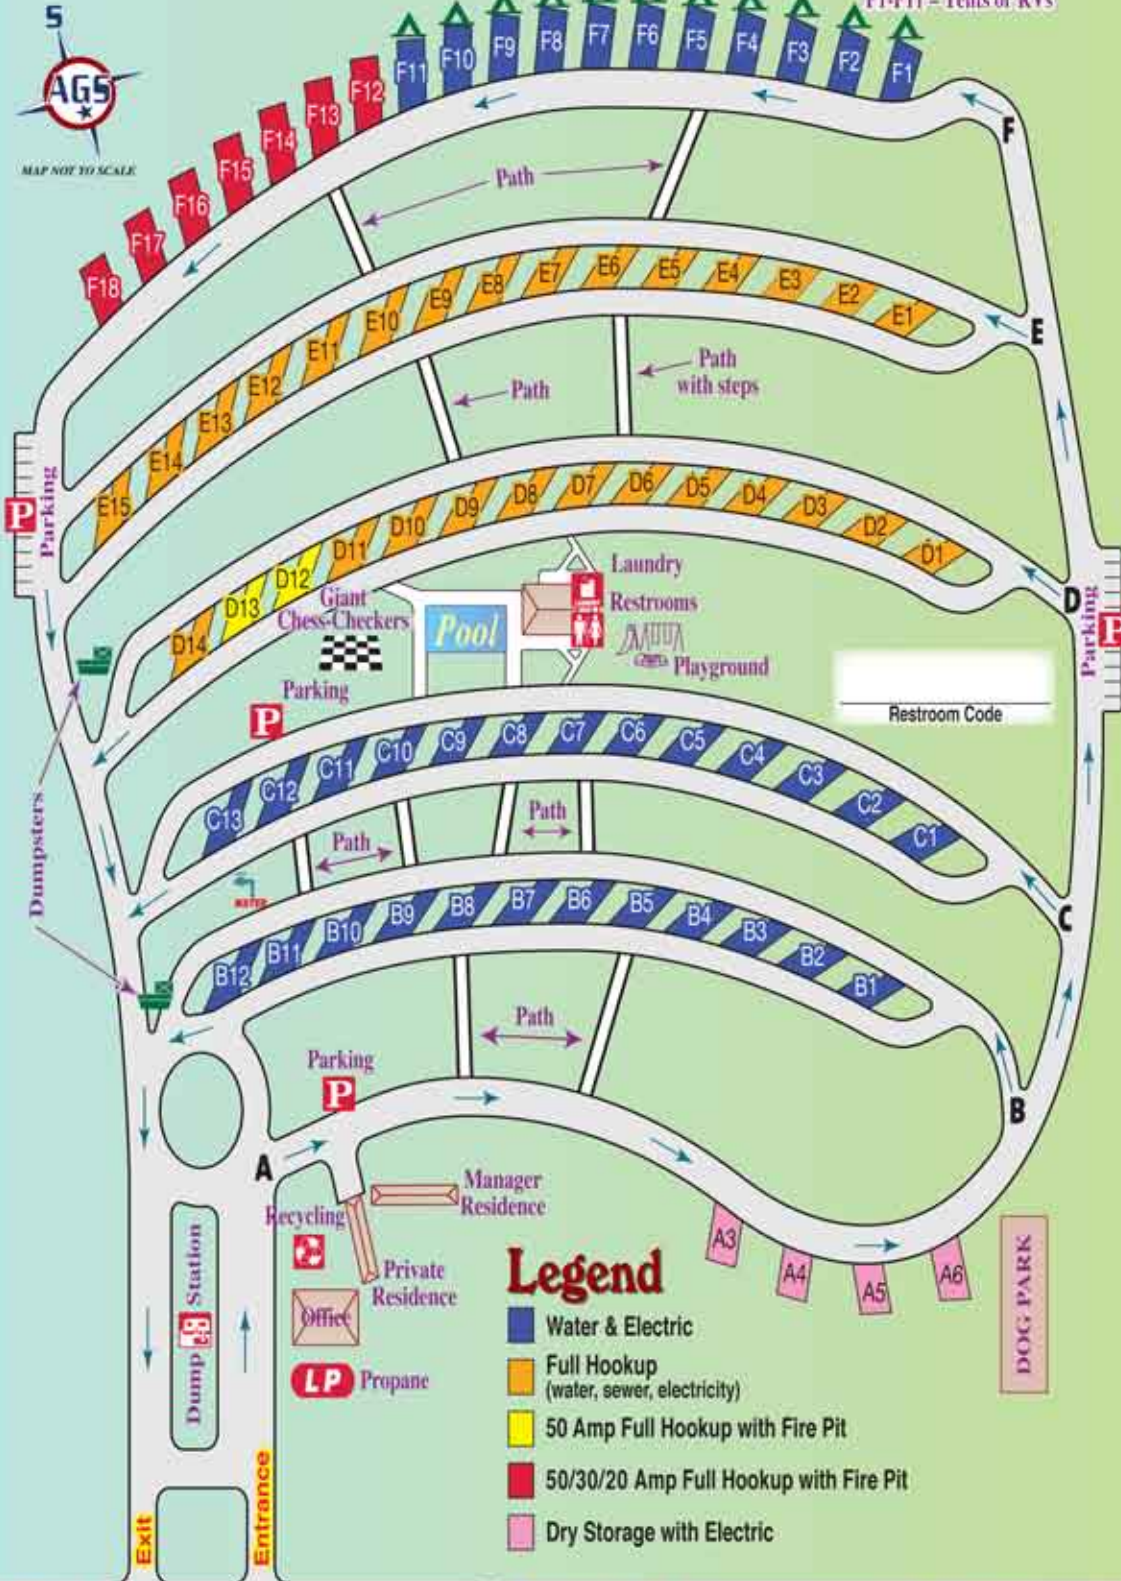 S
AGS
MAP NOT TO SCALE
F1-F11 = Tents or RVs
F11
F10
F9
F8
F7
F6
F5
F4
F3
F2
F1
F12
F13
F14
F15
F16
F17
F18
F
Path
E1
E2
E3
E4
E5
E6
E7
E8
E9
E10
E11
E12
E13
E14
E15
E
Path
Path
with steps
P
Parking
D1
D2
D3
D4
D5
D6
D7
D8
D9
D10
D11
D12
D13
D14
D
Parking
P
Giant
Chess-Checkers
Pool
Laundry
Restrooms
Playground
Restroom Code
Parking
P
Dumpsters
C1
C2
C3
C4
C5
C6
C7
C8
C9
C10
C11
C12
C13
C
Path
Path
WATER
B1
B2
B3
B4
B5
B6
B7
B8
B9
B10
B11
B12
B
Path
Parking
P
A
Manager
Residence
Recycling
Private
Residence
Office
LP Propane
Dump Station
Exit
Entrance
A3
A4
A5
A6
DOG PARK
Legend
Water & Electric
Full Hookup
(water, sewer, electricity)
50 Amp Full Hookup with Fire Pit
50/30/20 Amp Full Hookup with Fire Pit
Dry Storage with Electric